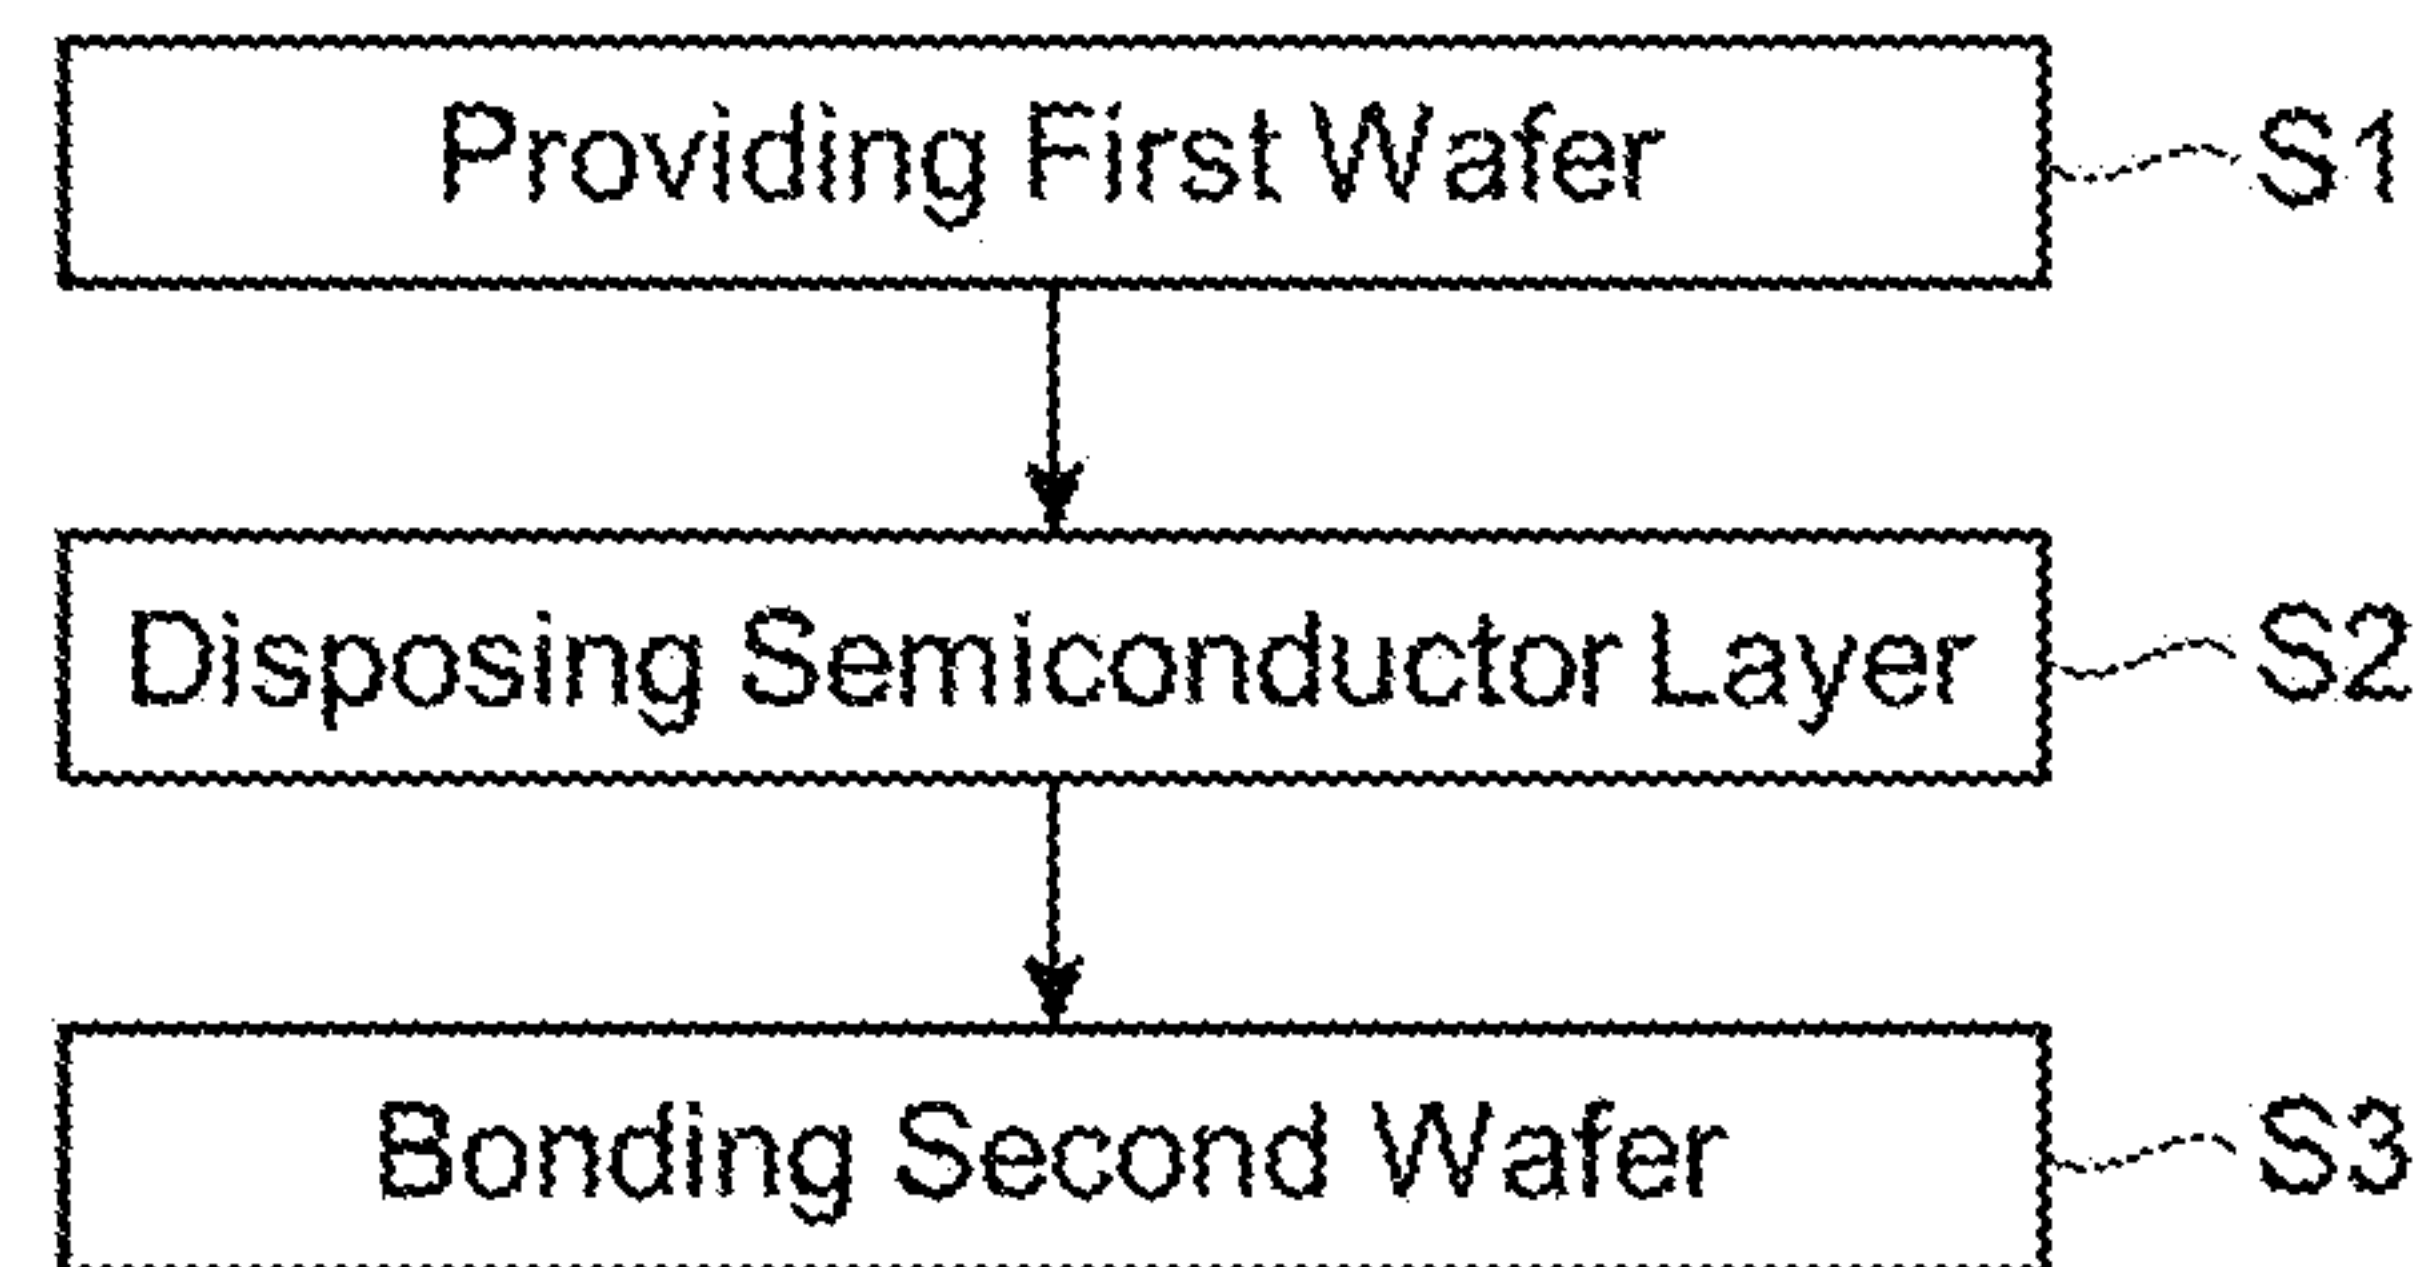 Providing First Wafer S1
Disposing Semiconductor Layer S2
Bonding Second Wafer S3